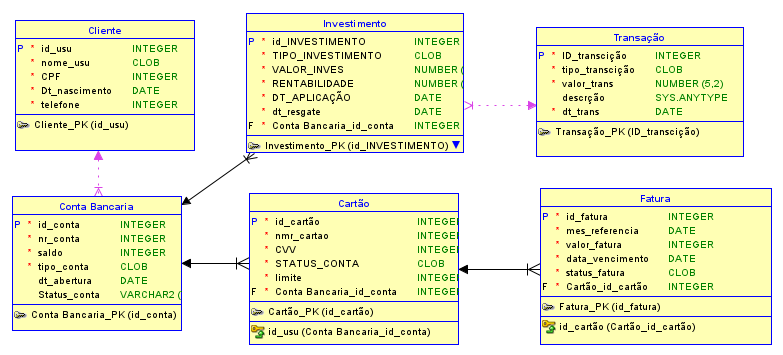 Cliente
P * id_usu INTEGER
* nome_usu CLOB
* CPF INTEGER
* Dt_nascimento DATE
* telefone INTEGER
Cliente_PK (id_usu)
Investimento
P * id_INVESTIMENTO INTEGER
* TIPO_INVESTIMENTO CLOB
* VALOR_INVES NUMBER (
* RENTABILIDADE NUMBER (
* DT_APLICAÇÃO DATE
* dt_resgate DATE
F * Conta Bancaria_id_conta INTEGER
Investimento_PK (id_INVESTIMENTO)
Transação
P * ID_transcição INTEGER
* tipo_transcição CLOB
* valor_trans NUMBER (5,2)
descrção SYS.ANYTYPE
* dt_trans DATE
Transação_PK (ID_transcição)
Conta Bancaria
P * id_conta INTEGER
* nr_conta INTEGER
* saldo INTEGER
* tipo_conta CLOB
dt_abertura DATE
Status_conta VARCHAR2 (
Conta Bancaria_PK (id_conta)
Cartão
P * id_cartão INTEGE
* nmr_cartao INTEGE
* CVV INTEGE
* STATUS_CONTA CLOB
* limite INTEGE
F * Conta Bancaria_id_conta INTEGE
Cartão_PK (id_cartão)
id_usu (Conta Bancaria_id_conta)
Fatura
P * id_fatura INTEGER
* mes_referencia DATE
* valor_fatura INTEGER
* data_vencimento DATE
* status_fatura CLOB
F * Cartão_id_cartão INTEGER
Fatura_PK (id_fatura)
id_cartão (Cartão_id_cartão)